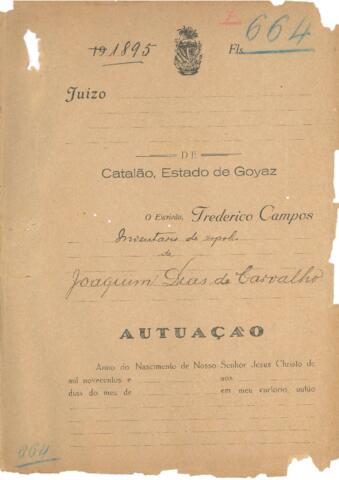 19 1895 Fls. 664
Juizo
DE
Catalão, Estado de Goyaz
O Escrivão, Frederico Campos
Inventario de espolio
de
Joaquim Dias de Carvalho
AUTUAÇÃO
Anno do Nascimento de Nosso Senhor Jesus Christo de
mil novecentos e aos
dias do mez de em meu cartorio, autúo
664